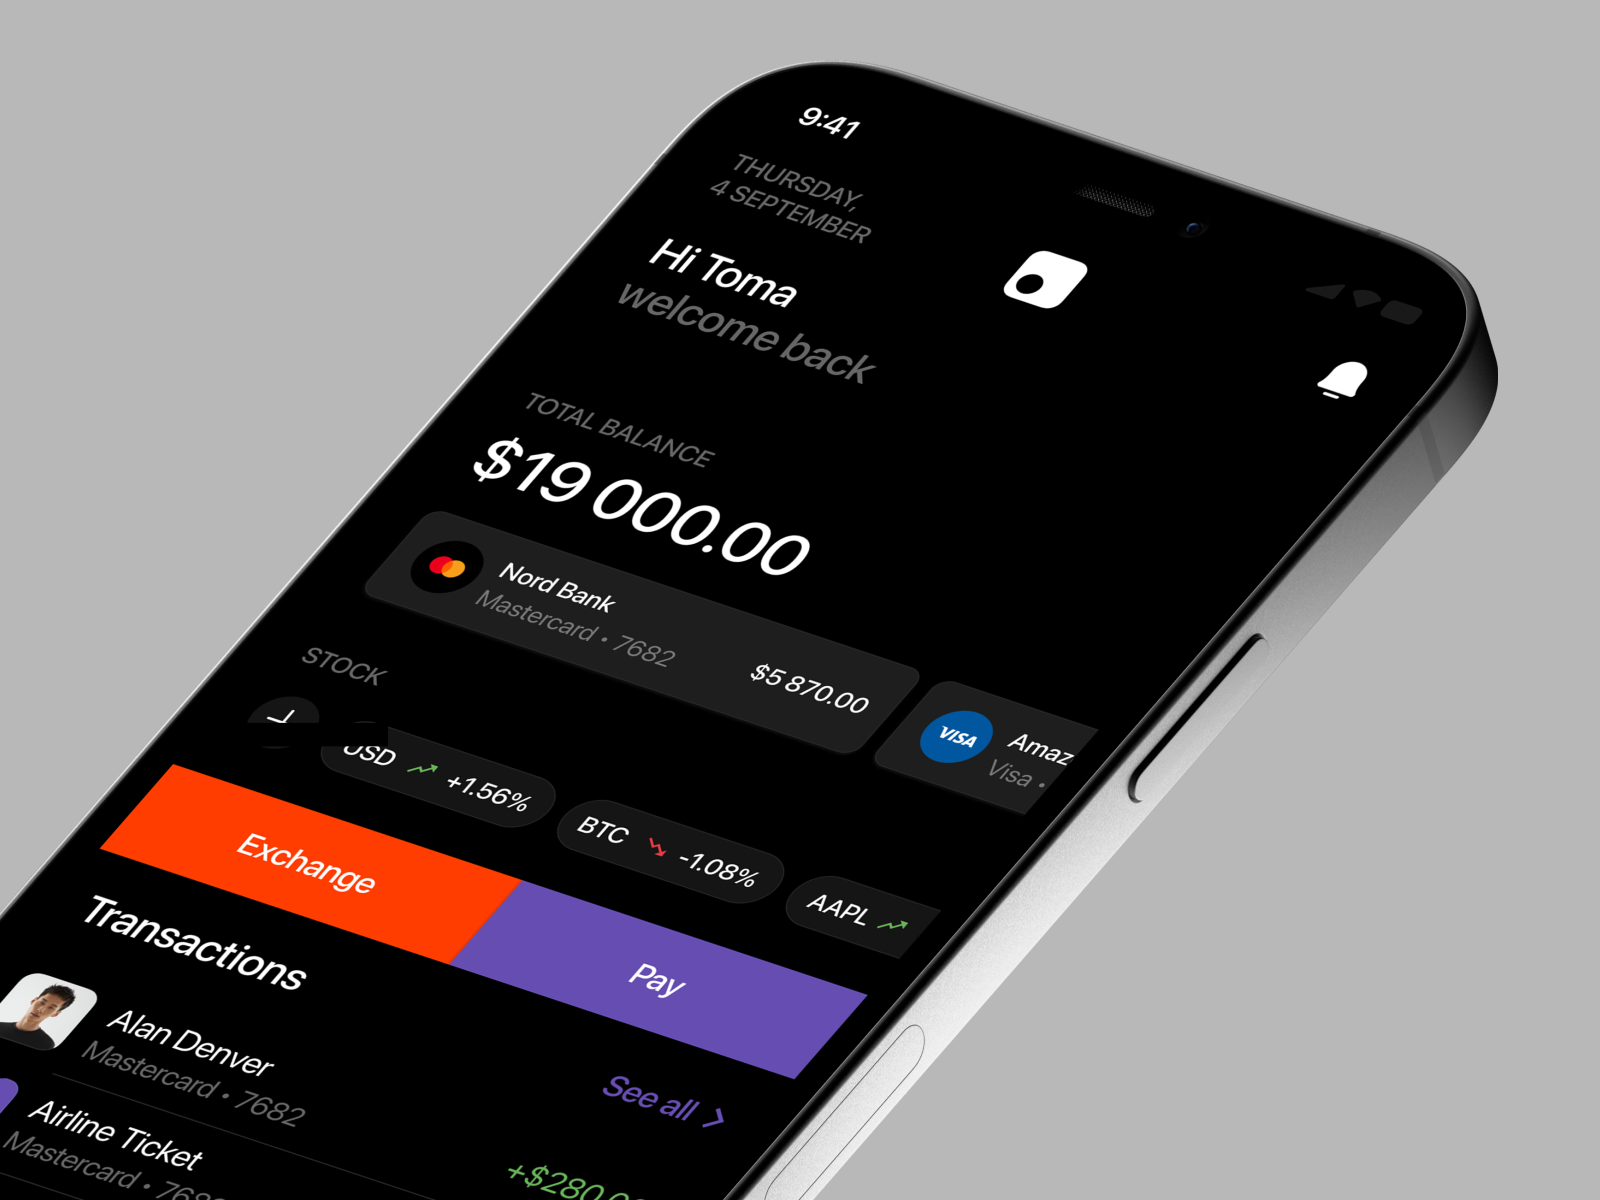 9:41
THURSDAY,
4 SEPTEMBER
Hi Toma
welcome back
TOTAL BALANCE
$19 000.00
Nord Bank
Mastercard • 7682
$5 870.00
VISA
Amaz
Visa •
STOCK
USD +1.56%
BTC -1.08%
AAPL
Exchange
Pay
Transactions
See all
Alan Denver
Mastercard • 7682
+$280.0
Airline Ticket
Mastercard • 768